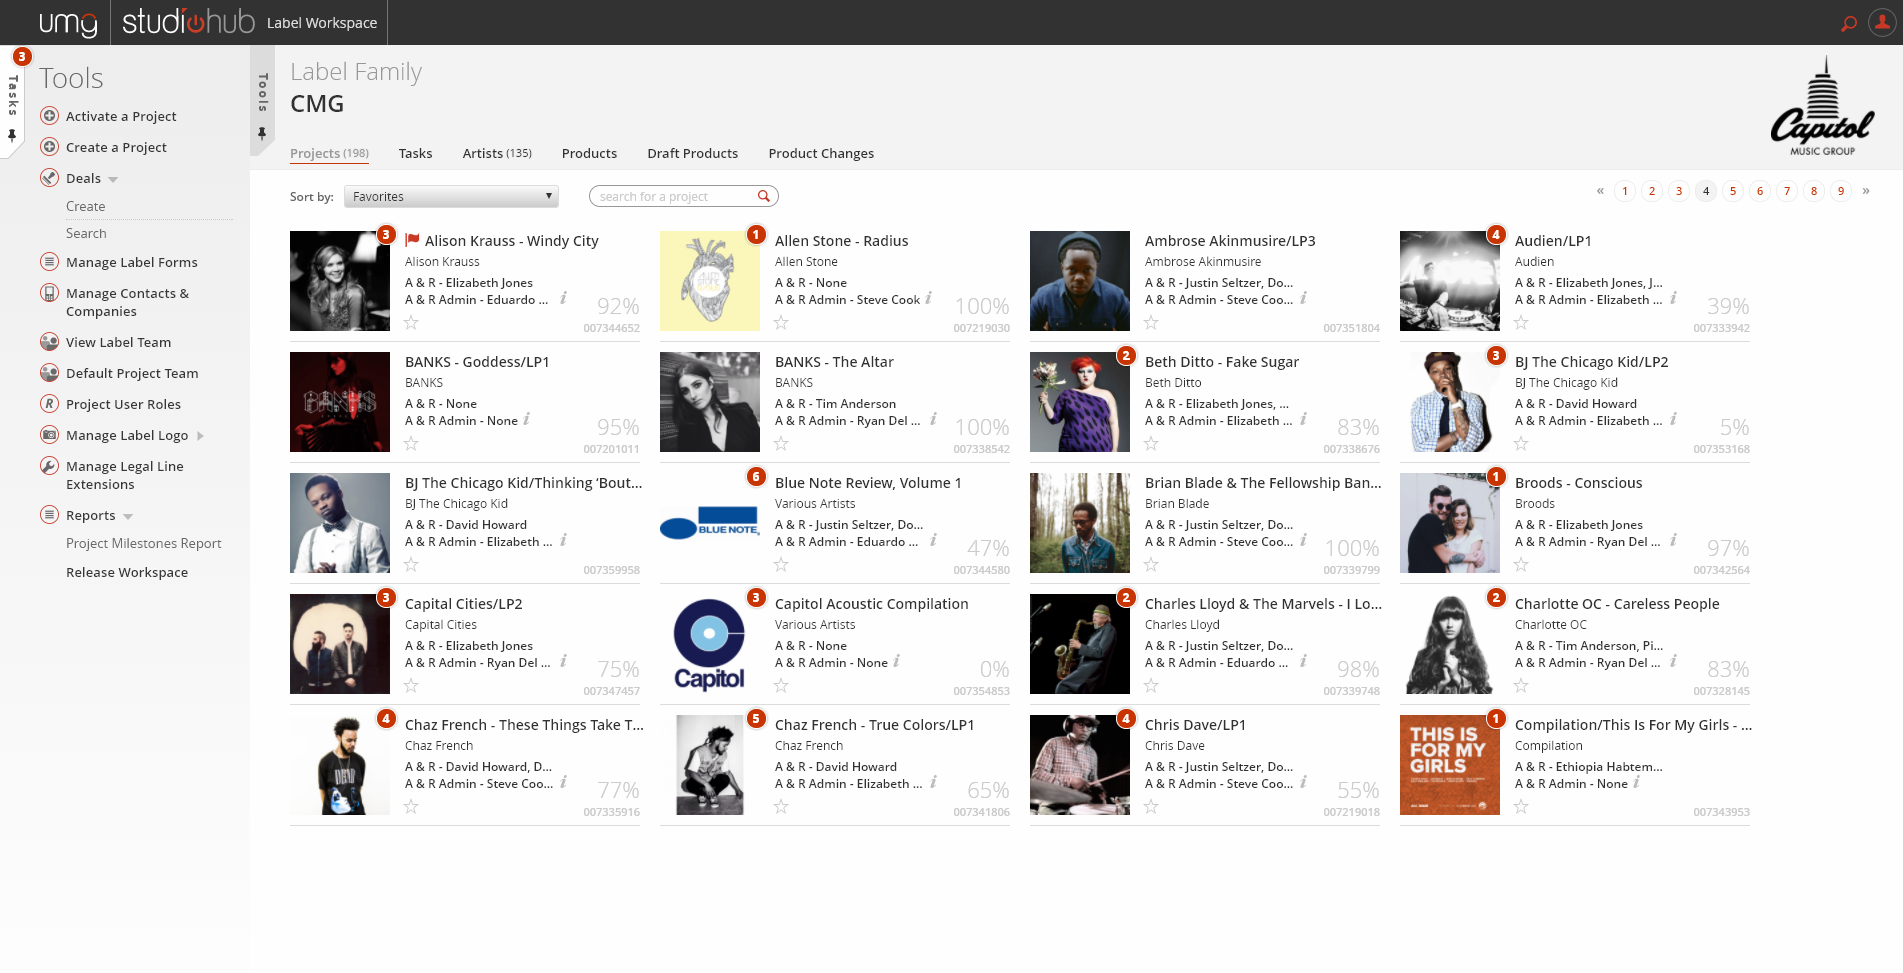 umg
studiohub
Label Workspace
3
Tasks
Tools
Activate a Project
Create a Project
Deals
Create
Search
Manage Label Forms
Manage Contacts &
Companies
View Label Team
Default Project Team
R Project User Roles
Manage Label Logo
Manage Legal Line
Extensions
Reports
Project Milestones Report
Release Workspace
Tools
Label Family
CMG
Capitol
MUSIC GROUP
Projects (198) Tasks Artists (135) Products Draft Products Product Changes
Sort by: Favorites search for a project
« 1 2 3 4 5 6 7 8 9 »
3
Alison Krauss - Windy City
Alison Krauss
A & R - Elizabeth Jones
A & R Admin - Eduardo ... i
92%
007344652
1
ALLEN
STONE
Allen Stone - Radius
Allen Stone
A & R - None
A & R Admin - Steve Cook i
100%
007219030
Ambrose Akinmusire/LP3
Ambrose Akinmusire
A & R - Justin Seltzer, Do...
A & R Admin - Steve Coo... i
007351804
4
Audien/LP1
Audien
A & R - Elizabeth Jones, J...
A & R Admin - Elizabeth ... i
39%
007333942
BANKS
BANKS - Goddess/LP1
BANKS
A & R - None
A & R Admin - None i
95%
007201011
BANKS - The Altar
BANKS
A & R - Tim Anderson
A & R Admin - Ryan Del ... i
100%
007338542
2
Beth Ditto - Fake Sugar
Beth Ditto
A & R - Elizabeth Jones, ...
A & R Admin - Elizabeth ... i
83%
007338676
3
BJ The Chicago Kid/LP2
BJ The Chicago Kid
A & R - David Howard
A & R Admin - Elizabeth ... i
5%
007353168
BJ The Chicago Kid/Thinking ‘Bout...
BJ The Chicago Kid
A & R - David Howard
A & R Admin - Elizabeth ... i
007359958
6
BLUE NOTE
Blue Note Review, Volume 1
Various Artists
A & R - Justin Seltzer, Do...
A & R Admin - Eduardo ... i
47%
007344580
Brian Blade & The Fellowship Ban...
Brian Blade
A & R - Justin Seltzer, Do...
A & R Admin - Steve Coo... i
100%
007339799
1
Broods - Conscious
Broods
A & R - Elizabeth Jones
A & R Admin - Ryan Del ... i
97%
007342564
3
Capital Cities/LP2
Capital Cities
A & R - Elizabeth Jones
A & R Admin - Ryan Del ... i
75%
007347457
3
Capitol
Capitol Acoustic Compilation
Various Artists
A & R - None
A & R Admin - None i
0%
007354853
2
Charles Lloyd & The Marvels - I Lo...
Charles Lloyd
A & R - Justin Seltzer, Do...
A & R Admin - Eduardo ... i
98%
007339748
2
Charlotte OC - Careless People
Charlotte OC
A & R - Tim Anderson, Pi...
A & R Admin - Ryan Del ... i
83%
007328145
4
Chaz French - These Things Take T...
Chaz French
A & R - David Howard, D...
A & R Admin - Steve Coo... i
77%
007335916
5
Chaz French - True Colors/LP1
Chaz French
A & R - David Howard
A & R Admin - Elizabeth ... i
65%
007341806
4
Chris Dave/LP1
Chris Dave
A & R - Justin Seltzer, Do...
A & R Admin - Steve Coo... i
55%
007219018
1
THIS IS
FOR MY
GIRLS
Compilation/This Is For My Girls - ...
Compilation
A & R - Ethiopia Habtem...
A & R Admin - None i
007343953